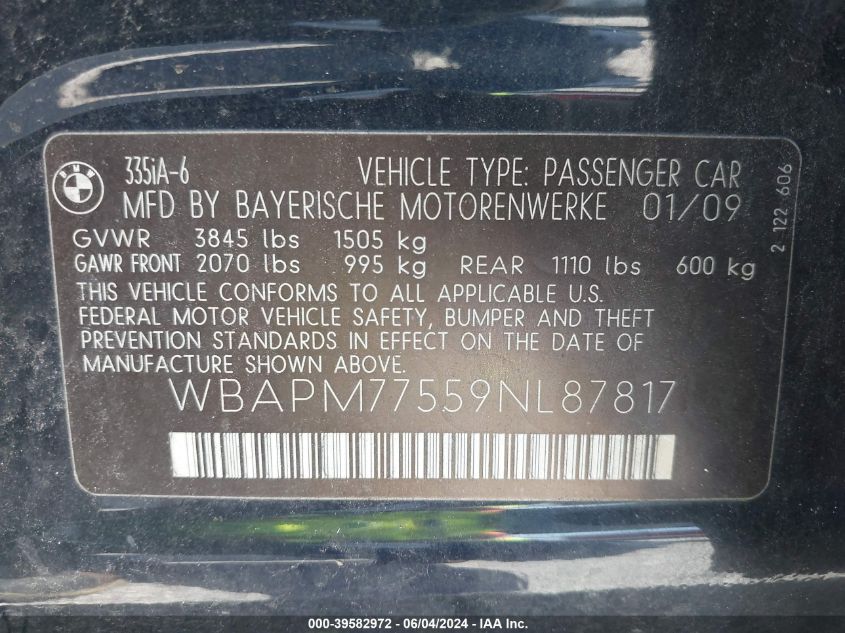 BMW
335iA-6 VEHICLE TYPE: PASSENGER CAR
MFD BY BAYERISCHE MOTORENWERKE 01/09
GVWR 3845 lbs 1505 kg
GAWR FRONT 2070 lbs 995 kg REAR 1110 lbs 600 kg
THIS VEHICLE CONFORMS TO ALL APPLICABLE U.S.
FEDERAL MOTOR VEHICLE SAFETY, BUMPER AND THEFT
PREVENTION STANDARDS IN EFFECT ON THE DATE OF
MANUFACTURE SHOWN ABOVE.
WBAPM77559NL87817
2 122 606
000-39582972 - 06/04/2024 - IAA Inc.